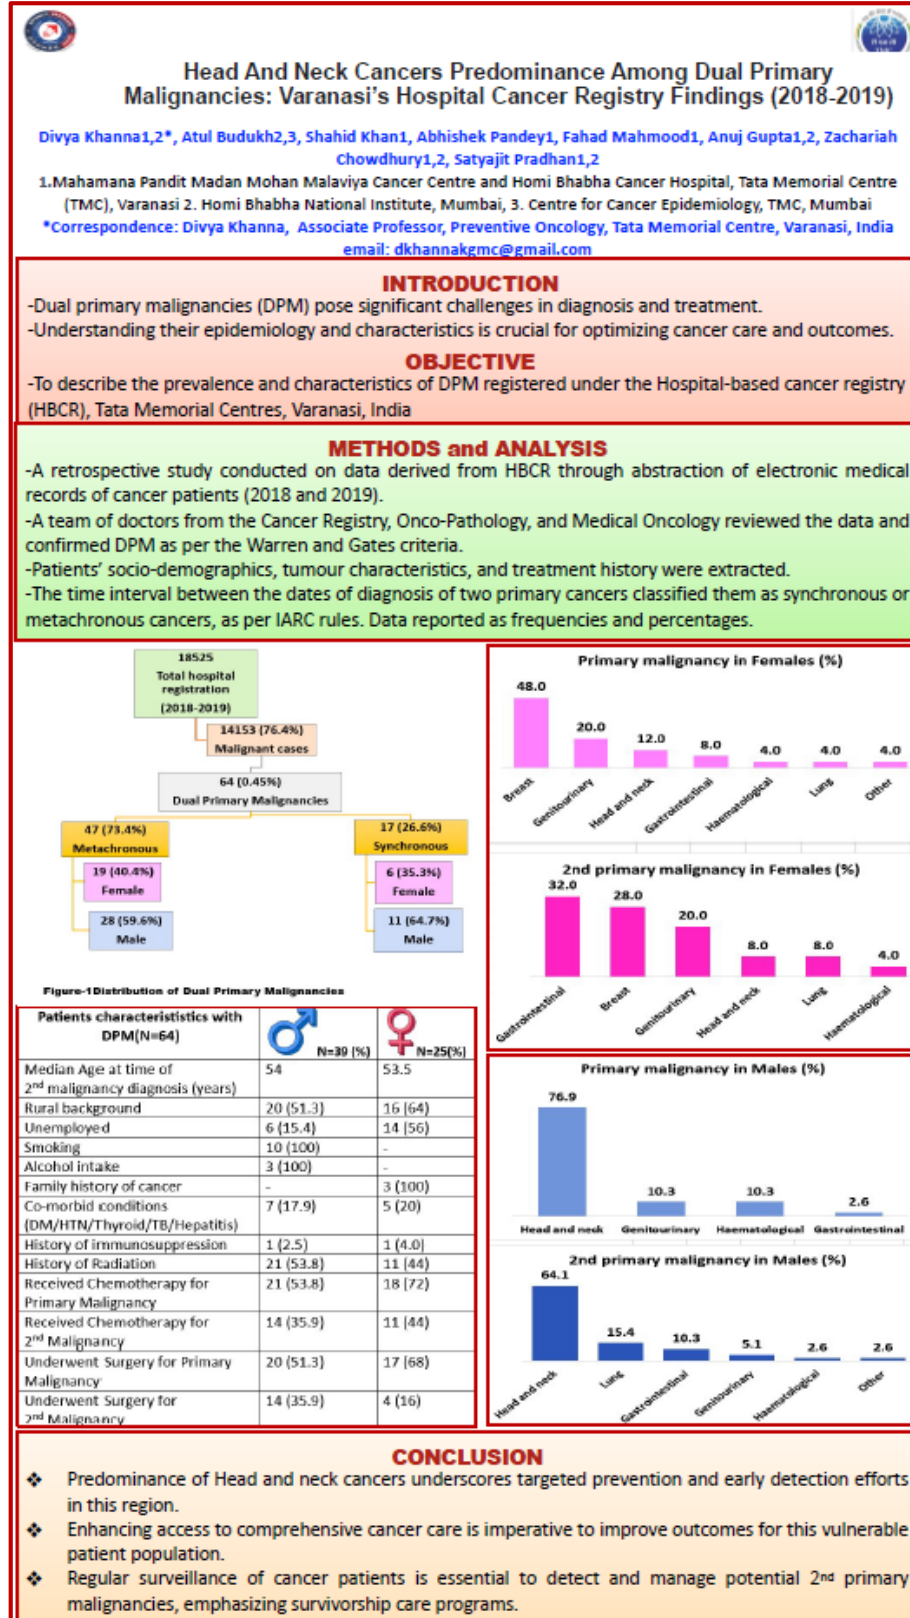 Head And Neck Cancers Predominance Among Dual Primary
Malignancies: Varanasi's Hospital Cancer Registry Findings (2018-2019)
Divya Khanna1,2*, Atul Budukh2,3, Shahid Khan1, Abhishek Pandey1, Fahad Mahmood1, Anuj Gupta1,2, Zachariah
Chowdhury1,2, Satyajit Pradhan1,2
1.Mahamana Pandit Madan Mohan Malaviya Cancer Centre and Homi Bhabha Cancer Hospital, Tata Memorial Centre
(TMC), Varanasi 2. Homi Bhabha National Institute, Mumbai, 3. Centre for Cancer Epidemiology, TMC, Mumbai
*Correspondence: Divya Khanna, Associate Professor, Preventive Oncology, Tata Memorial Centre, Varanasi, India
email: dkhannakgmc@gmail.com
INTRODUCTION
-Dual primary malignancies (DPM) pose significant challenges in diagnosis and treatment.
-Understanding their epidemiology and characteristics is crucial for optimizing cancer care and outcomes.
OBJECTIVE
-To describe the prevalence and characteristics of DPM registered under the Hospital-based cancer registry
(HBCR), Tata Memorial Centres, Varanasi, India
METHODS and ANALYSIS
-A retrospective study conducted on data derived from HBCR through abstraction of electronic medical
records of cancer patients (2018 and 2019).
-A team of doctors from the Cancer Registry, Onco-Pathology, and Medical Oncology reviewed the data and
confirmed DPM as per the Warren and Gates criteria.
-Patients' socio-demographics, tumour characteristics, and treatment history were extracted.
-The time interval between the dates of diagnosis of two primary cancers classified them as synchronous or
metachronous cancers, as per IARC rules. Data reported as frequencies and percentages.
18525
Total hospital
registration
(2018-2019)
14153 (76.4%)
Malignant cases
64 (0.45%)
Dual Primary Malignancies
47 (73.4%)
Metachronous
17 (26.6%)
Synchronous
19 (40.4%)
Female
6 (35.3%)
Female
28 (59.6%)
Male
11 (64.7%)
Male
Figure-1Distribution of Dual Primary Malignancies
Patients characterististics with
DPM(N=64)
N=39 (%)
N=25(%)
Median Age at time of
2nd malignancy diagnosis (years)
54
53.5
Rural background
20 (51.3)
16 (64)
Unemployed
6 (15.4)
14 (56)
Smoking
10 (100)
-
Alcohol intake
3 (100)
-
Family history of cancer
-
3 (100)
Co-morbid conditions
(DM/HTN/Thyroid/TB/Hepatitis)
7 (17.9)
5 (20)
History of immunosuppression
1 (2.5)
1 (4.0)
History of Radiation
21 (53.8)
11 (44)
Received Chemotherapy for
Primary Malignancy
21 (53.8)
18 (72)
Received Chemotherapy for
2nd Malignancy
14 (35.9)
11 (44)
Underwent Surgery for Primary
Malignancy
20 (51.3)
17 (68)
Underwent Surgery for
2nd Malignancy
14 (35.9)
4 (16)
Primary malignancy in Females (%)
48.0
20.0
12.0
8.0
4.0
4.0
4.0
Breast
Genitourinary
Head and neck
Gastrointestinal
Haematological
Lung
Other
2nd primary malignancy in Females (%)
32.0
28.0
20.0
8.0
8.0
4.0
Gastrointestinal
Breast
Genitourinary
Head and neck
Lung
Haematological
Primary malignancy in Males (%)
76.9
10.3
10.3
2.6
Head and neck
Genitourinary
Haematological
Gastrointestinal
2nd primary malignancy in Males (%)
64.1
15.4
10.3
5.1
2.6
2.6
Head and neck
Lung
Gastrointestinal
Genitourinary
Haematological
Other
CONCLUSION
❖ Predominance of Head and neck cancers underscores targeted prevention and early detection efforts
in this region.
❖ Enhancing access to comprehensive cancer care is imperative to improve outcomes for this vulnerable
patient population.
❖ Regular surveillance of cancer patients is essential to detect and manage potential 2nd primary
malignancies, emphasizing survivorship care programs.